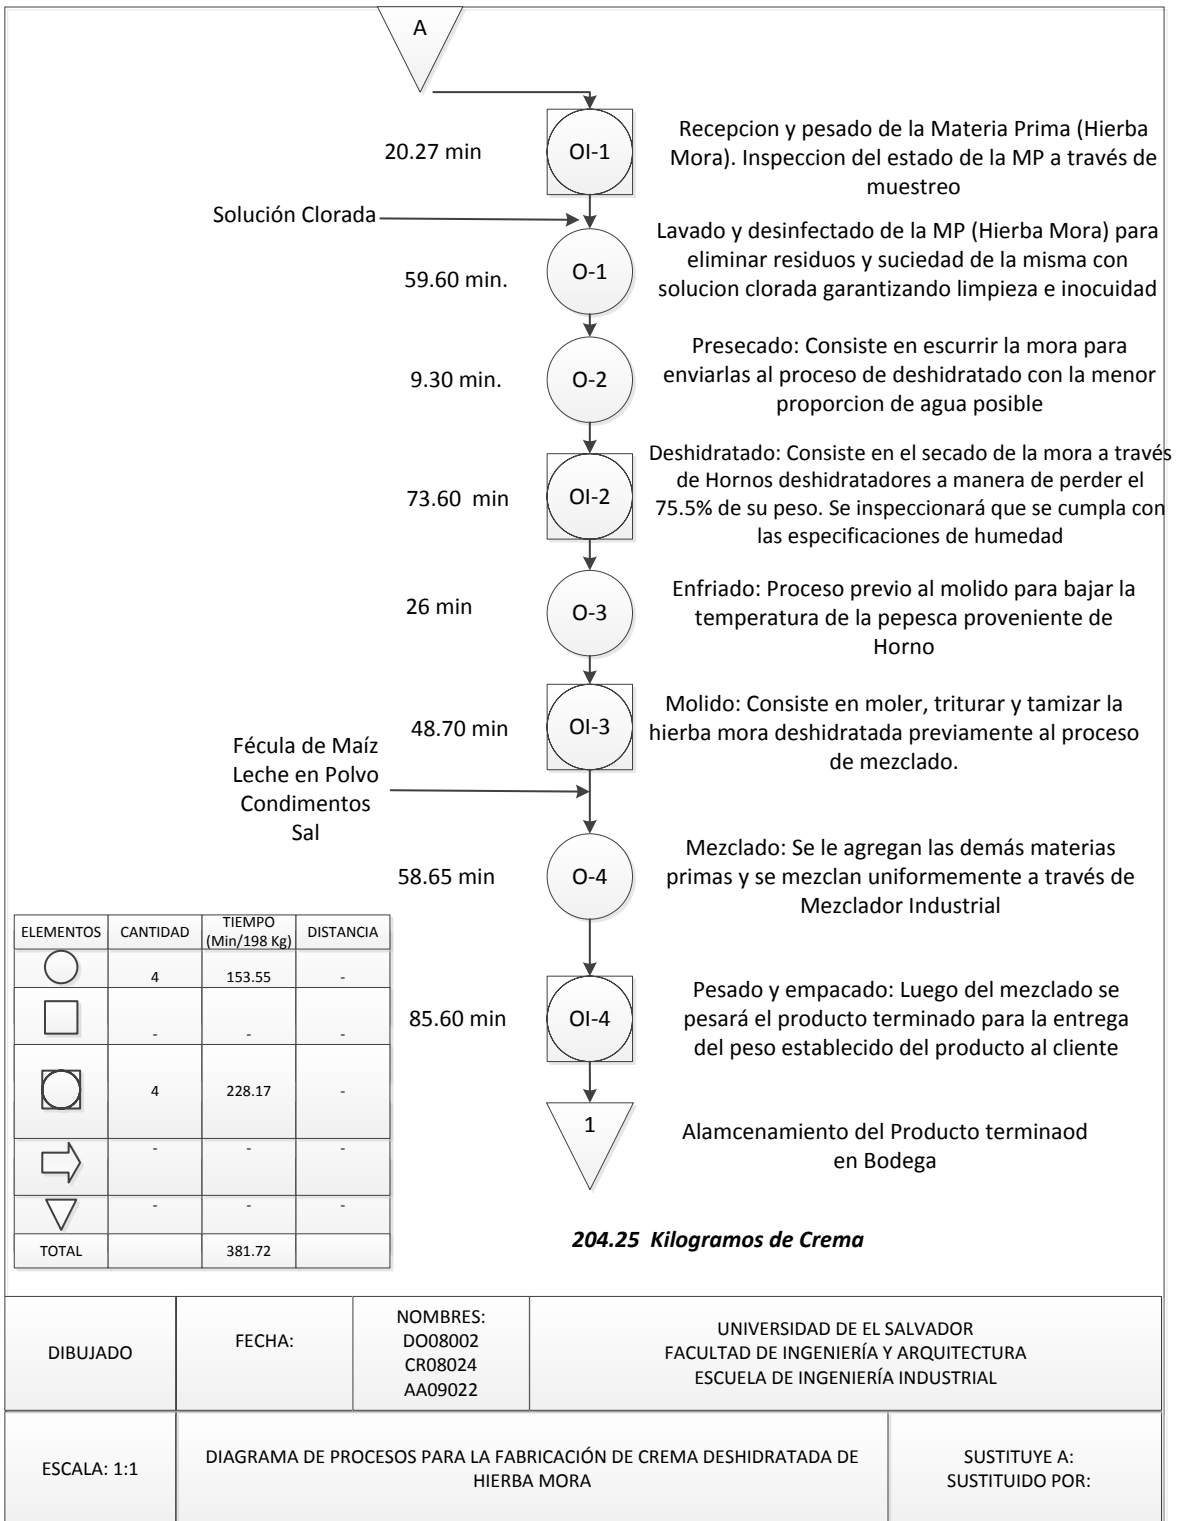 A
20.27 min
OI-1
Recepcion y pesado de la Materia Prima (Hierba
Mora). Inspeccion del estado de la MP a través de
muestreo
Solución Clorada
59.60 min.
O-1
Lavado y desinfectado de la MP (Hierba Mora) para
eliminar residuos y suciedad de la misma con
solucion clorada garantizando limpieza e inocuidad
9.30 min.
O-2
Presecado: Consiste en escurrir la mora para
enviarlas al proceso de deshidratado con la menor
proporcion de agua posible
73.60 min
OI-2
Deshidratado: Consiste en el secado de la mora a través
de Hornos deshidratadores a manera de perder el
75.5% de su peso. Se inspeccionará que se cumpla con
las especificaciones de humedad
26 min
O-3
Enfriado: Proceso previo al molido para bajar la
temperatura de la pepesca proveniente de
Horno
48.70 min
OI-3
Molido: Consiste en moler, triturar y tamizar la
hierba mora deshidratada previamente al proceso
de mezclado.
Fécula de Maíz
Leche en Polvo
Condimentos
Sal
58.65 min
O-4
Mezclado: Se le agregan las demás materias
primas y se mezclan uniformemente a través de
Mezclador Industrial
85.60 min
OI-4
Pesado y empacado: Luego del mezclado se
pesará el producto terminado para la entrega
del peso establecido del producto al cliente
1
Alamcenamiento del Producto terminaod
en Bodega
204.25 Kilogramos de Crema
ELEMENTOS CANTIDAD TIEMPO (Min/198 Kg) DISTANCIA
4 153.55 -
- - -
4 228.17 -
- - -
- - -
TOTAL 381.72
DIBUJADO
FECHA:
NOMBRES:
DO08002
CR08024
AA09022
UNIVERSIDAD DE EL SALVADOR
FACULTAD DE INGENIERÍA Y ARQUITECTURA
ESCUELA DE INGENIERÍA INDUSTRIAL
ESCALA: 1:1
DIAGRAMA DE PROCESOS PARA LA FABRICACIÓN DE CREMA DESHIDRATADA DE
HIERBA MORA
SUSTITUYE A:
SUSTITUIDO POR: